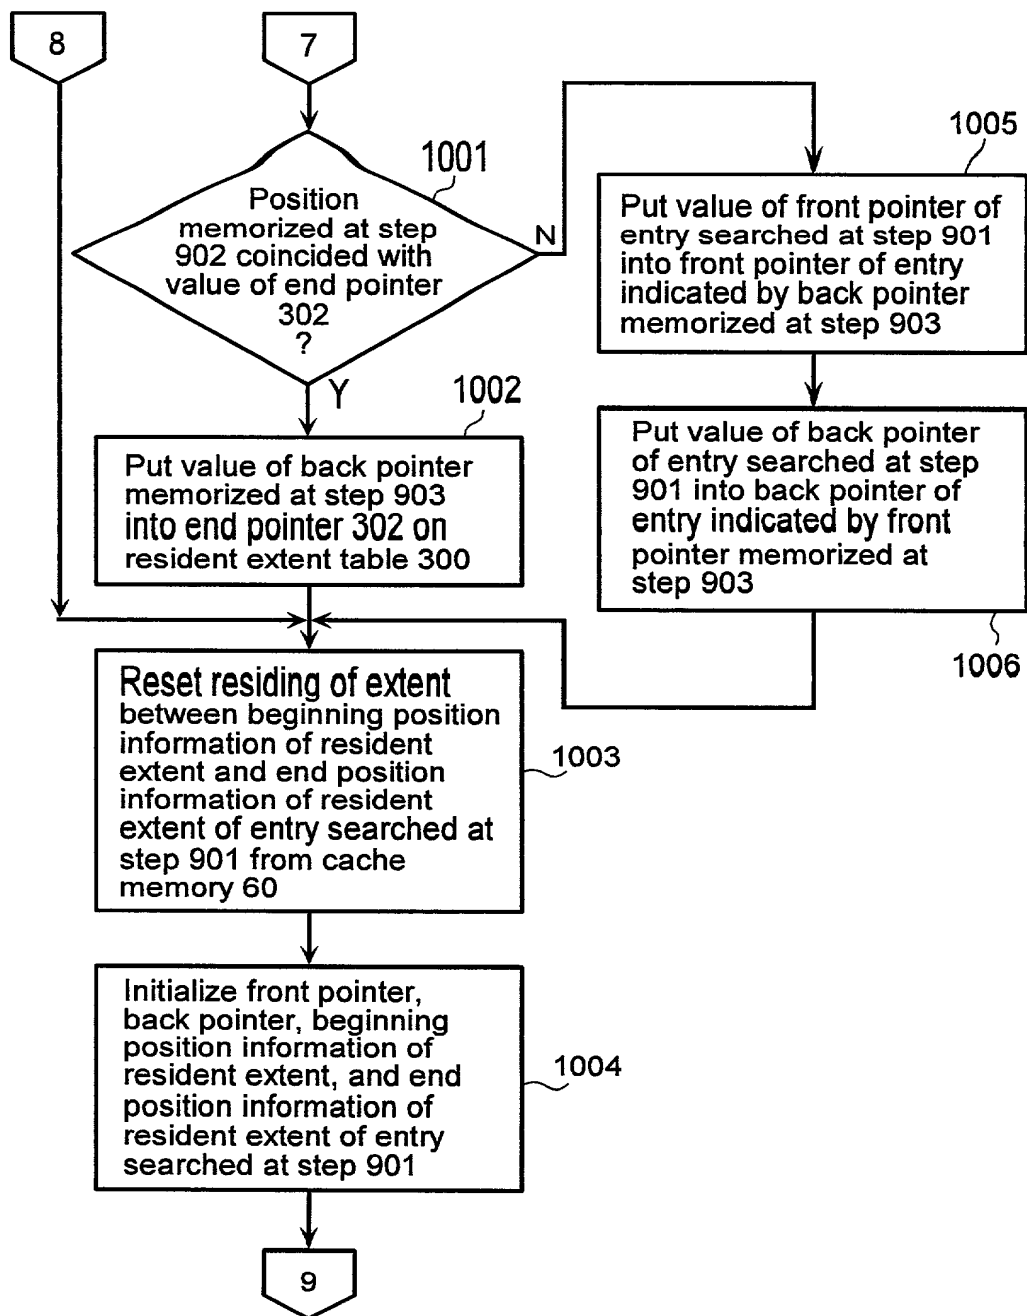 8
7
1001
Position
memorized at step
902 coincided with
value of end pointer
302
?
N
Y
1005
Put value of front pointer of
entry searched at step 901
into front pointer of entry
indicated by back pointer
memorized at step 903
1002
Put value of back pointer
memorized at step 903
into end pointer 302 on
resident extent table 300
Put value of back pointer
of entry searched at step
901 into back pointer of
entry indicated by front
pointer memorized at
step 903
1006
Reset residing of extent
between beginning position
information of resident
extent and end position
information of resident
extent of entry searched at
step 901 from cache
memory 60
1003
Initialize front pointer,
back pointer, beginning
position information of
resident extent, and end
position information of
resident extent of entry
searched at step 901
1004
9